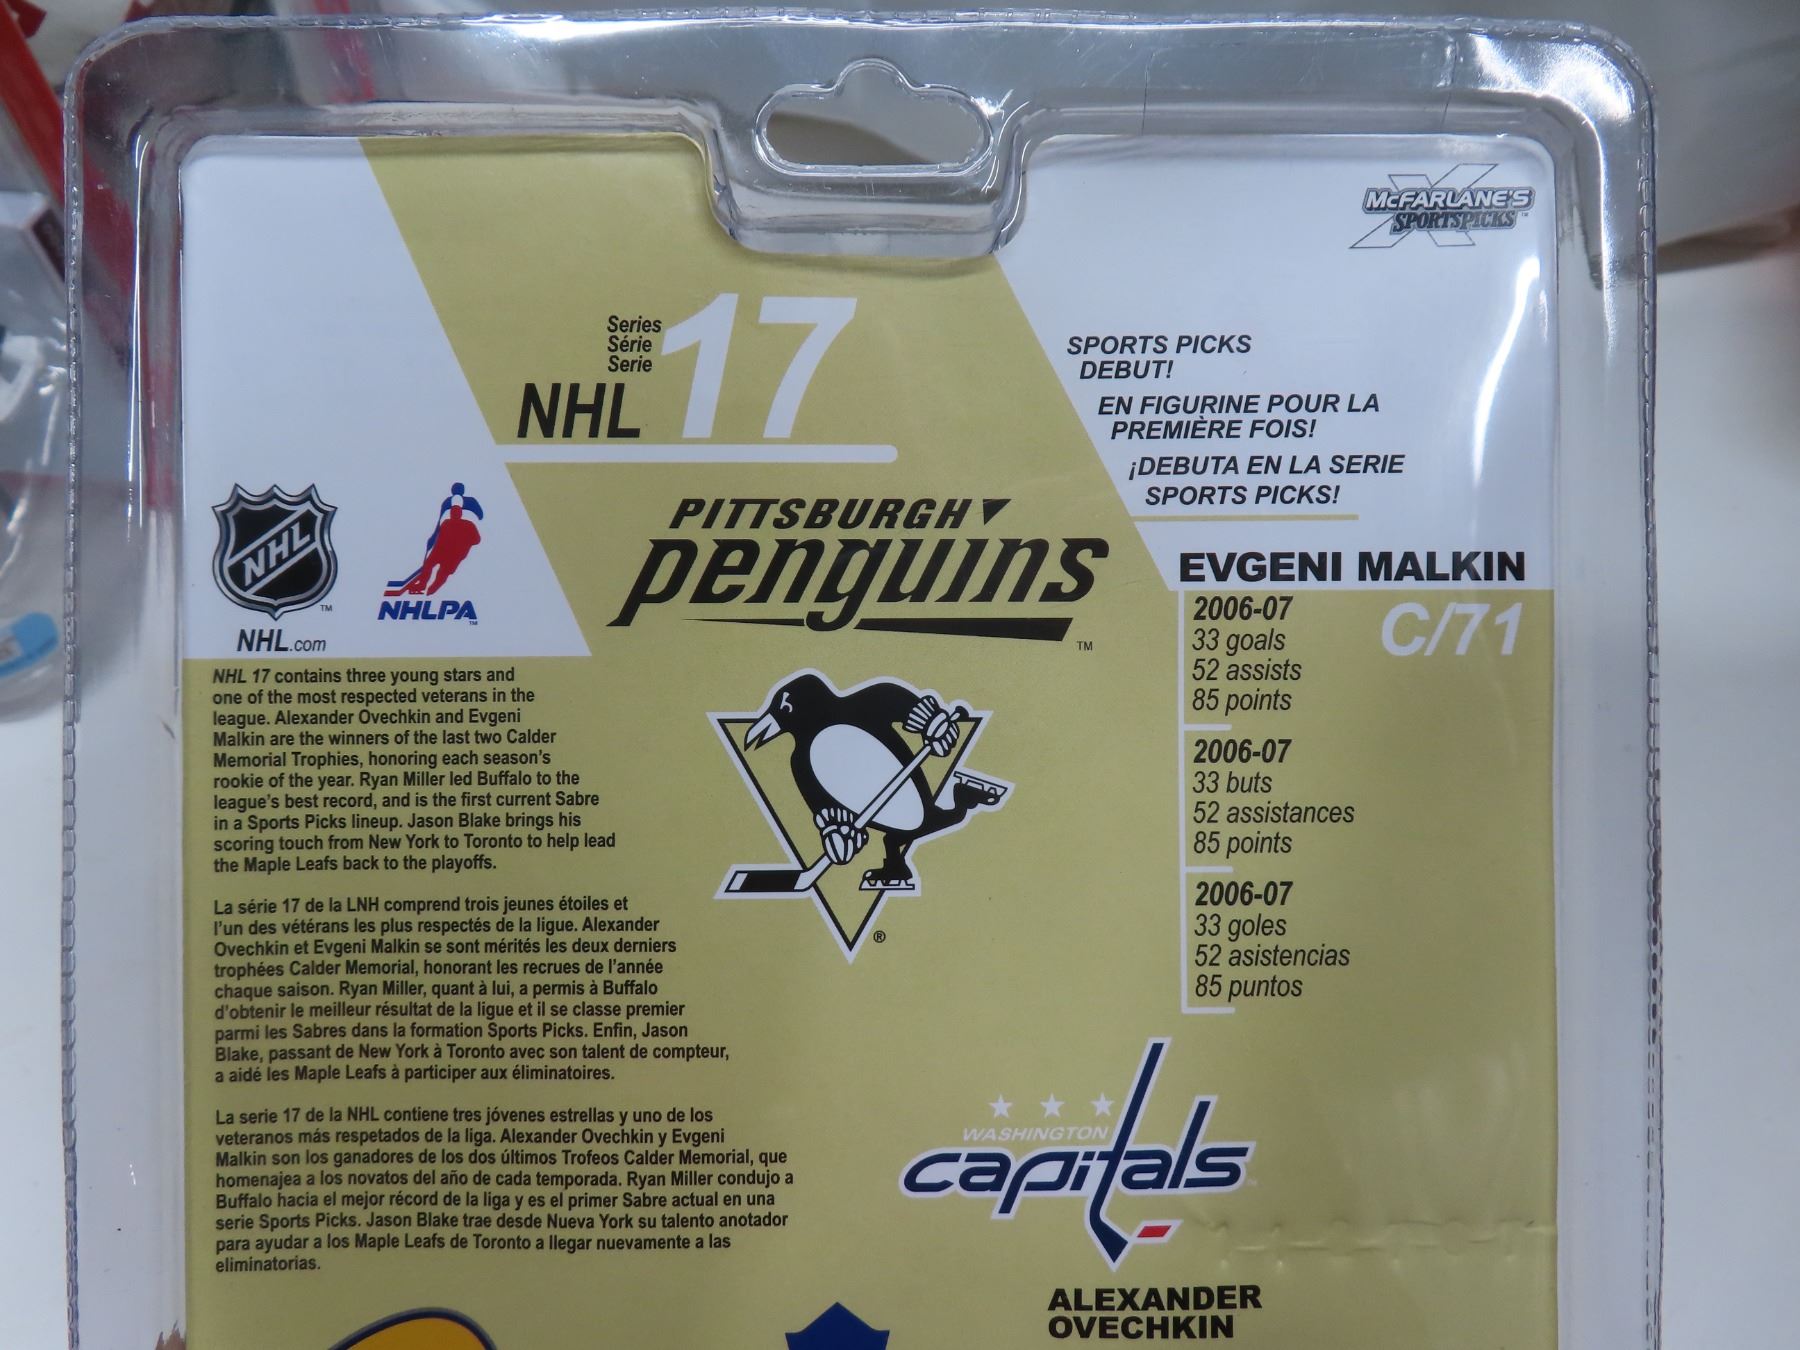 McFARLANE'S
SPORTSPICKS™
Series
Série
Serie
NHL 17
SPORTS PICKS
DEBUT!
EN FIGURINE POUR LA
PREMIÈRE FOIS!
¡DEBUTA EN LA SERIE
SPORTS PICKS!
NHL ™
NHL.com
NHLPA™
PITTSBURGH
penguins ™
EVGENI MALKIN
C/71
2006-07
33 goals
52 assists
85 points
2006-07
33 buts
52 assistances
85 points
2006-07
33 goles
52 asistencias
85 puntos
NHL 17 contains three young stars and
one of the most respected veterans in the
league. Alexander Ovechkin and Evgeni
Malkin are the winners of the last two Calder
Memorial Trophies, honoring each season's
rookie of the year. Ryan Miller led Buffalo to the
league's best record, and is the first current Sabre
in a Sports Picks lineup. Jason Blake brings his
scoring touch from New York to Toronto to help lead
the Maple Leafs back to the playoffs.
La série 17 de la LNH comprend trois jeunes étoiles et
l'un des vétérans les plus respectés de la ligue. Alexander
Ovechkin et Evgeni Malkin se sont mérités les deux derniers
trophées Calder Memorial, honorant les recrues de l'année
chaque saison. Ryan Miller, quant à lui, a permis à Buffalo
d'obtenir le meilleur résultat de la ligue et il se classe premier
parmi les Sabres dans la formation Sports Picks. Enfin, Jason
Blake, passant de New York à Toronto avec son talent de compteur,
a aidé les Maple Leafs à participer aux éliminatoires.
La serie 17 de la NHL contiene tres jóvenes estrellas y uno de los
veteranos más respetados de la liga. Alexander Ovechkin y Evgeni
Malkin son los ganadores de los dos últimos Trofeos Calder Memorial, que
homenajea a los novatos del año de cada temporada. Ryan Miller condujo a
Buffalo hacia el mejor récord de la liga y es el primer Sabre actual en una
serie Sports Picks. Jason Blake trae desde Nueva York su talento anotador
para ayudar a los Maple Leafs de Toronto a llegar nuevamente a las
eliminatorias.
®
WASHINGTON
capitals
ALEXANDER
OVECHKIN